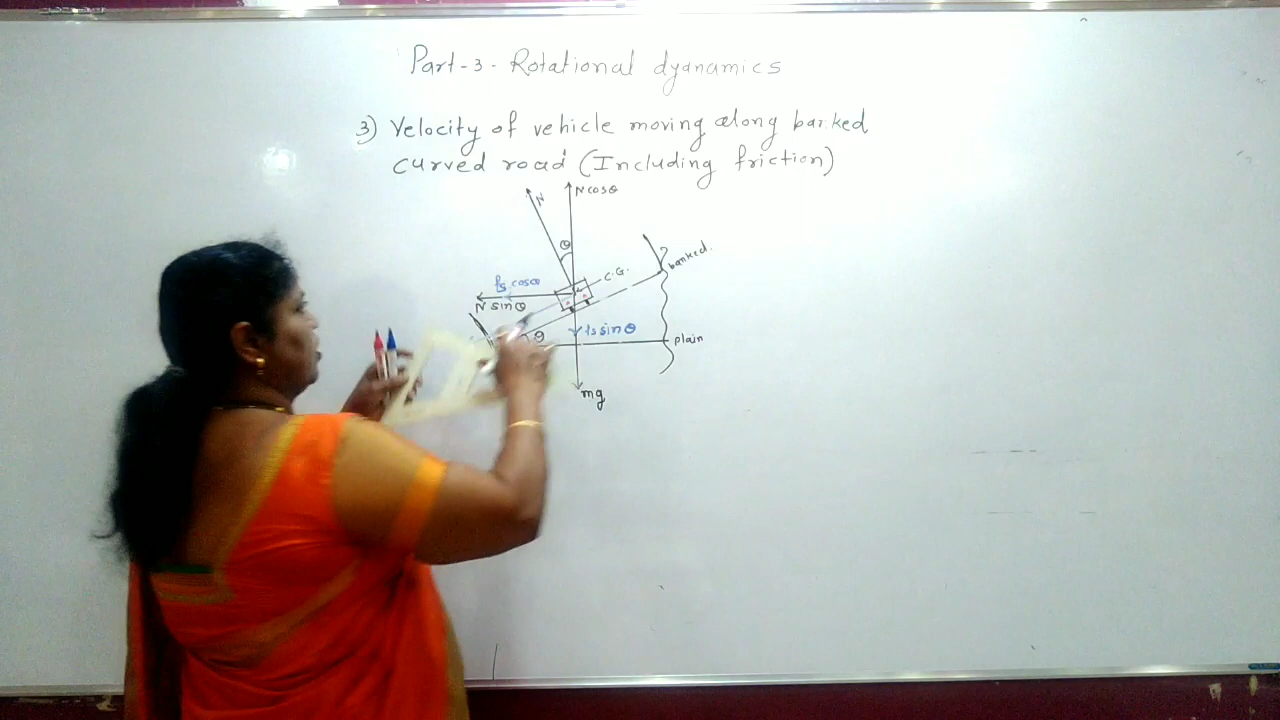 Part-3- Rotational dyanamics
3) Velocity of vehicle moving along banked
curved road (Including friction)
N
N cosθ
θ
banked.
C.G.
fs cosθ
N sinθ
fs sinθ
θ
plain
mg